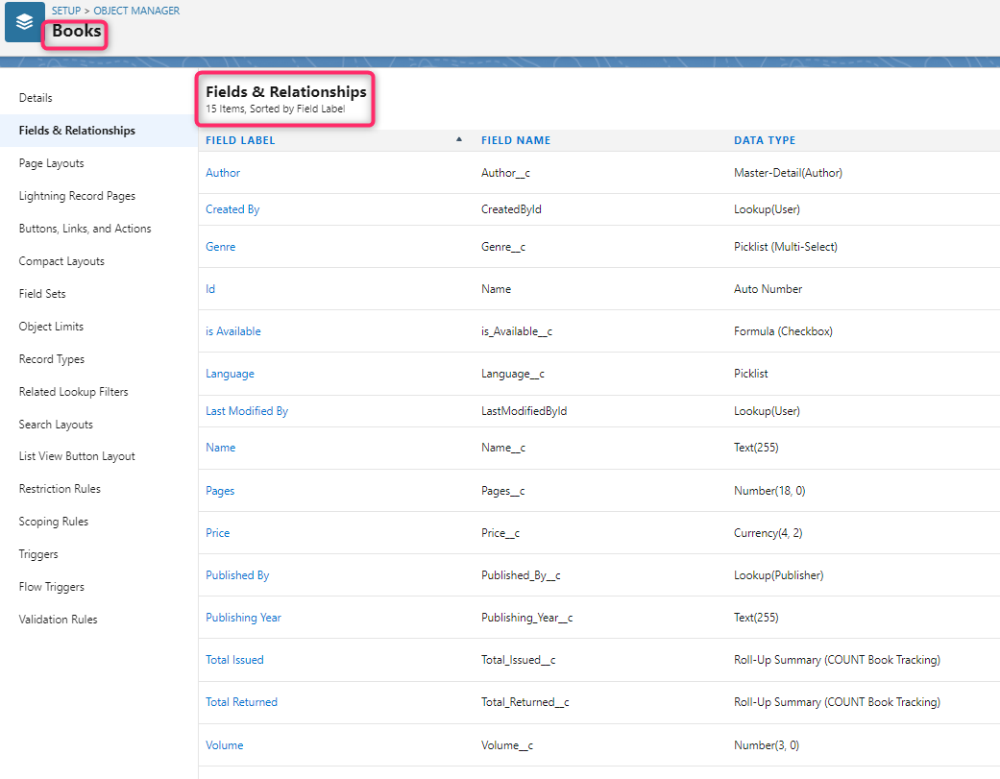 SETUP > OBJECT MANAGER
Books
Details
Fields & Relationships
Page Layouts
Lightning Record Pages
Buttons, Links, and Actions
Compact Layouts
Field Sets
Object Limits
Record Types
Related Lookup Filters
Search Layouts
List View Button Layout
Restriction Rules
Scoping Rules
Triggers
Flow Triggers
Validation Rules
Fields & Relationships
15 Items, Sorted by Field Label
FIELD LABEL FIELD NAME DATA TYPE
Author Author__c Master-Detail(Author)
Created By CreatedById Lookup(User)
Genre Genre__c Picklist (Multi-Select)
Id Name Auto Number
is Available is_Available__c Formula (Checkbox)
Language Language__c Picklist
Last Modified By LastModifiedById Lookup(User)
Name Name__c Text(255)
Pages Pages__c Number(18, 0)
Price Price__c Currency(4, 2)
Published By Published_By__c Lookup(Publisher)
Publishing Year Publishing_Year__c Text(255)
Total Issued Total_Issued__c Roll-Up Summary (COUNT Book Tracking)
Total Returned Total_Returned__c Roll-Up Summary (COUNT Book Tracking)
Volume Volume__c Number(3, 0)